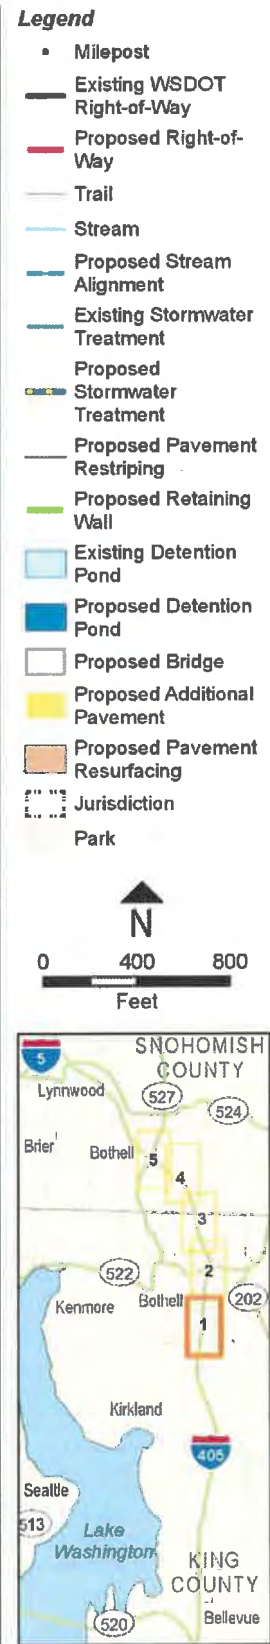 Legend
Milepost
Existing WSDOT
Right-of-Way
Proposed Right-of-
Way
Trail
Stream
Proposed Stream
Alignment
Existing Stormwater
Treatment
Proposed
Stormwater
Treatment
Proposed Pavement
Restriping
Proposed Retaining
Wall
Existing Detention
Pond
Proposed Detention
Pond
Proposed Bridge
Proposed Additional
Pavement
Proposed Pavement
Resurfacing
Jurisdiction
Park
N
0 400 800
Feet
5
SNOHOMISH
COUNTY
Lynnwood
527
524
Brier
Bothell
5
4
3
2
522
202
Kenmore
Bothell
1
Kirkland
405
Seattle
513
Lake
Washington
KING
COUNTY
520
Bellevue